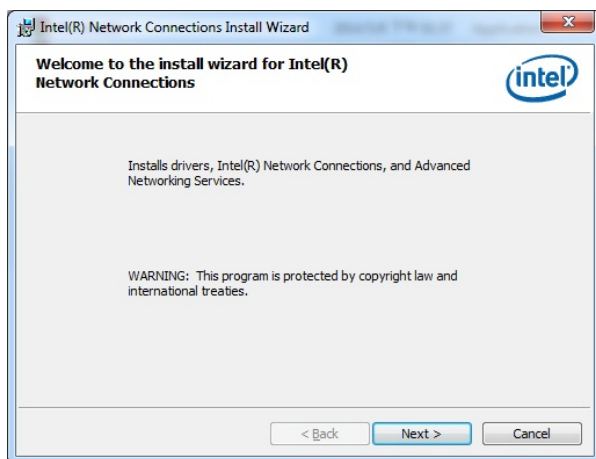 Intel(R) Network Connections Install Wizard
Welcome to the install wizard for Intel(R)
Network Connections
intel
Installs drivers, Intel(R) Network Connections, and Advanced
Networking Services.
WARNING: This program is protected by copyright law and
international treaties.
< Back
Next >
Cancel